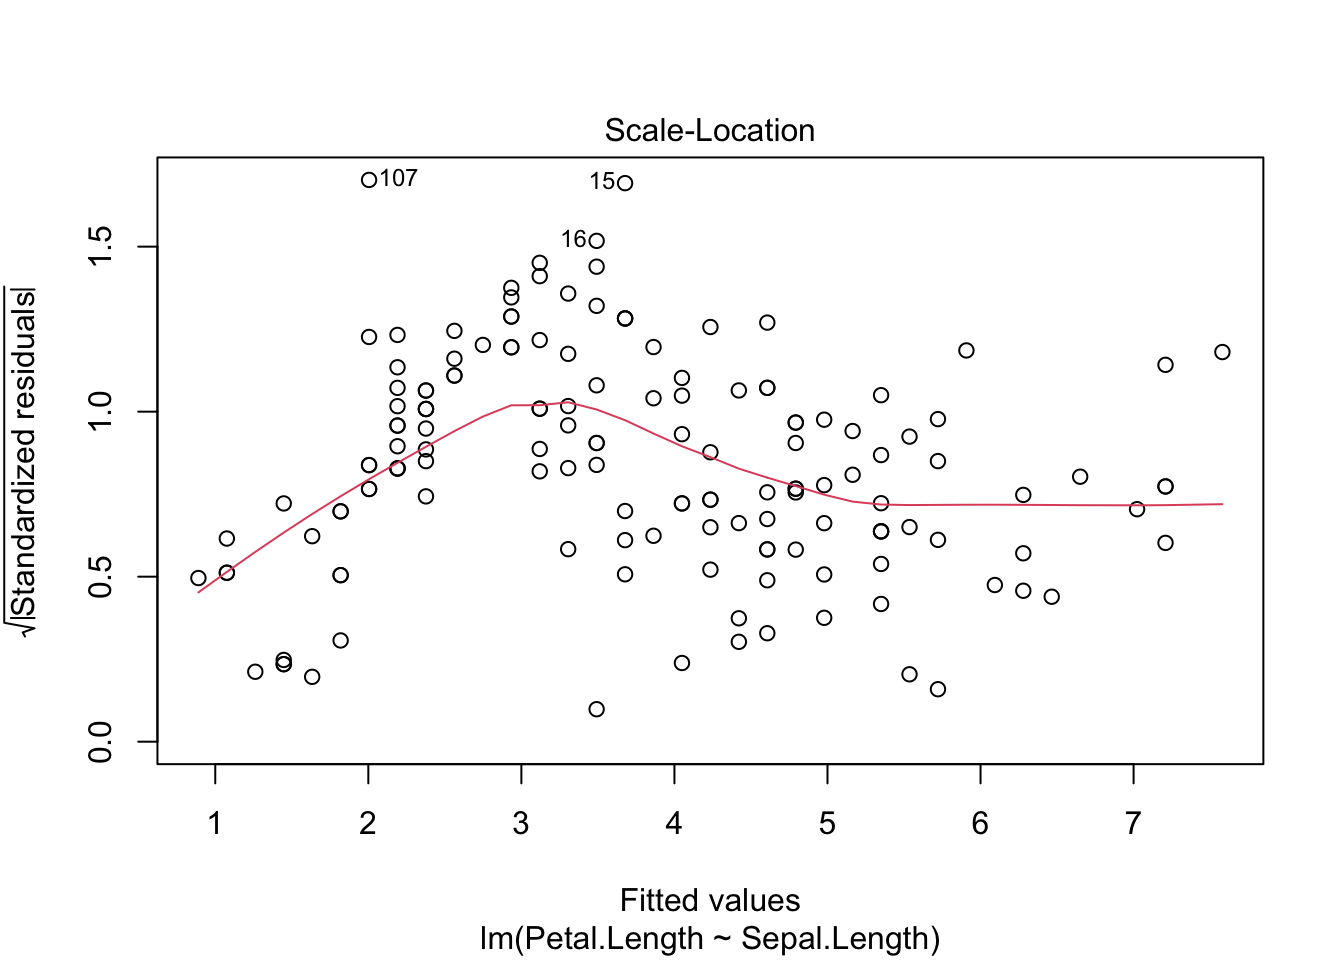 Scale-Location
107
15
16
√|Standardized residuals|
1.5
1.0
0.5
0.0
1 2 3 4 5 6 7
Fitted values
lm(Petal.Length ~ Sepal.Length)